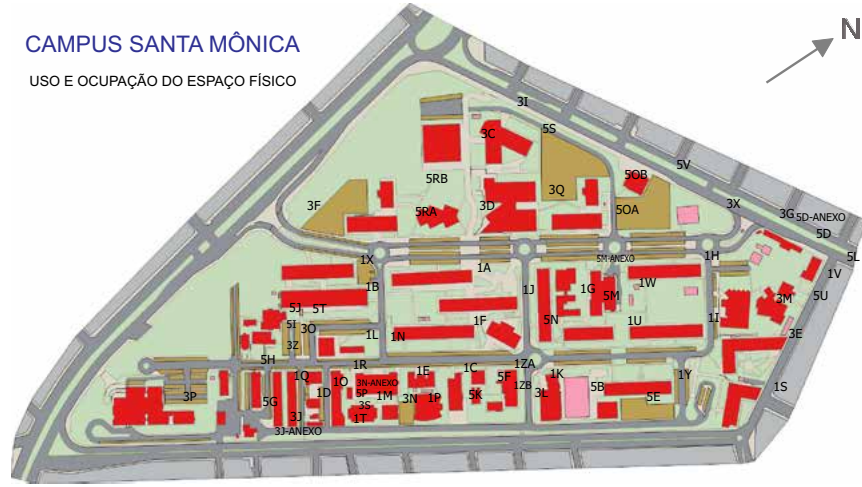 CAMPUS SANTA MÔNICA
N
USO E OCUPAÇÃO DO ESPAÇO FÍSICO
3I
3C
5S
5V
5RB
3Q
5OB
3F
5RA
3D
5OA
3X
3G
5D-ANEXO
5D
5L
1X
1A
5M-ANEXO
1H
1V
1B
1J
1G
5M
1W
3M
5U
5J
5T
5I
3O
3Z
1L
1N
1F
5N
1U
1I
3E
5H
1R
1ZA
1Q
1O
3N-ANEXO
1E
1C
5F
1K
1Y
1S
3P
5G
1D
5P
1M
3N
1P
5K
1ZB
3L
5B
5E
3J
3S
1T
3J-ANEXO